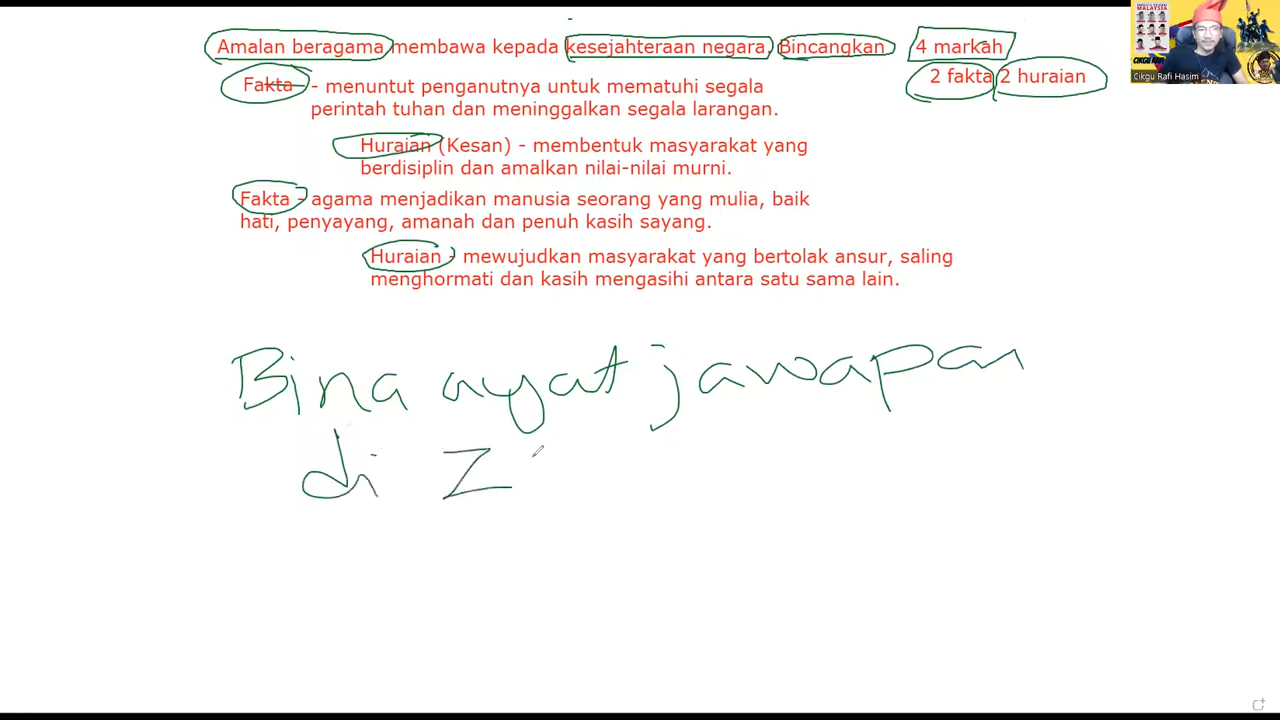 Amalan beragama membawa kepada kesejahteraan negara. Bincangkan 4 markah
Fakta - - menuntut penganutnya untuk mematuhi segala 2 fakta 2 huraian
perintah tuhan dan meninggalkan segala larangan.
Huraian (Kesan) - membentuk masyarakat yang
berdisiplin dan amalkan nilai-nilai murni.
Fakta - agama menjadikan manusia seorang yang mulia, baik
hati, penyayang, amanah dan penuh kasih sayang.
Huraian - mewujudkan masyarakat yang bertolak ansur, saling
menghormati dan kasih mengasihi antara satu sama lain.
Bina ayat jawapan
di Z
MALAYSIA
Cikgu Rafi Hasim